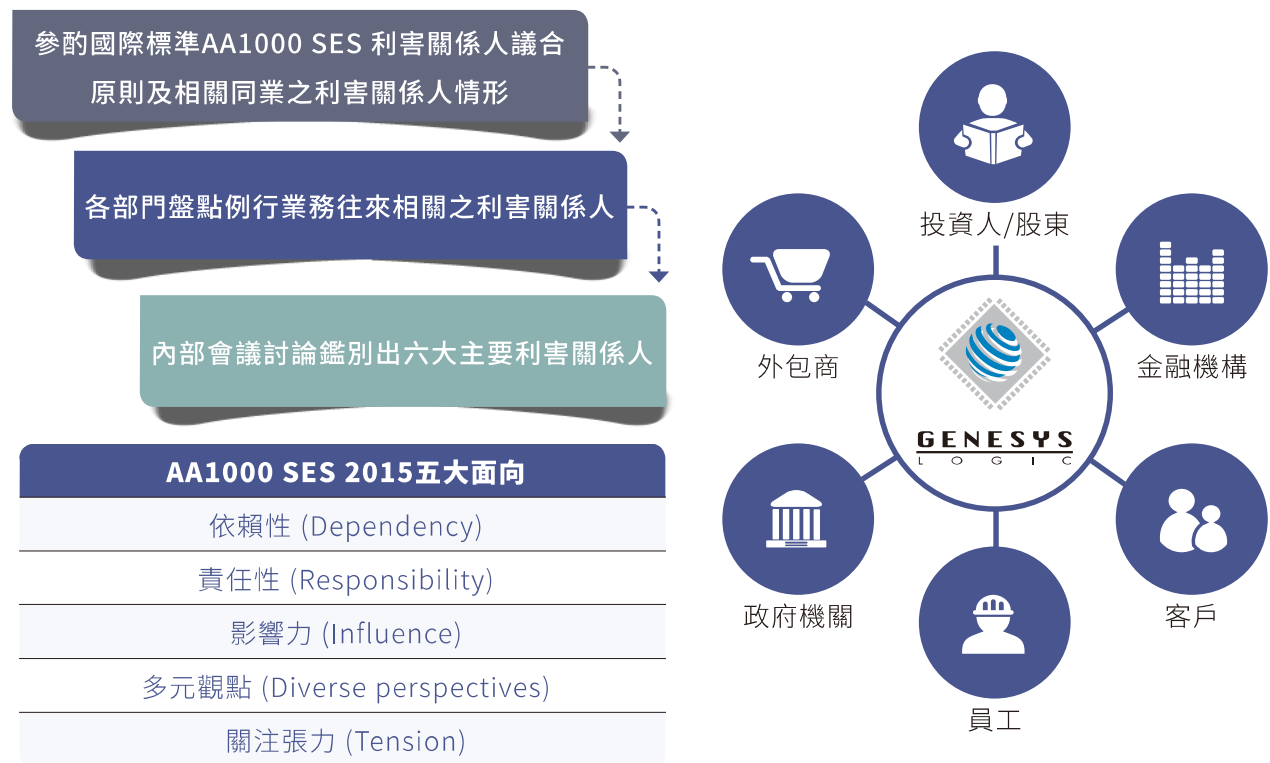 參酌國際標準AA1000 SES 利害關係人議合
原則及相關同業之利害關係人情形
各部門盤點例行業務往來相關之利害關係人
內部會議討論鑑別出六大主要利害關係人
AA1000 SES 2015五大面向
依賴性 (Dependency)
責任性 (Responsibility)
影響力 (Influence)
多元觀點 (Diverse perspectives)
關注張力 (Tension)
投資人/股東
外包商
金融機構
GENESYS
LOGIC
政府機關
客戶
員工